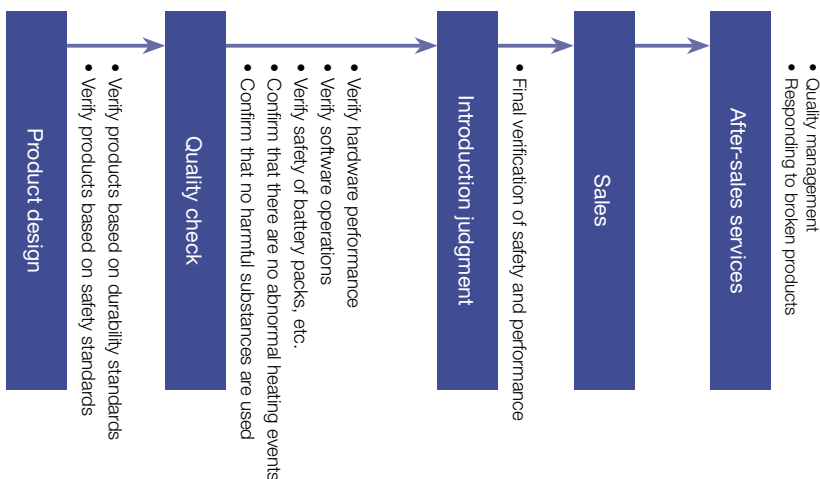 • Quality management
• Responding to broken products
After-sales services
Sales
• Final verification of safety and performance
Introduction judgment
• Verify hardware performance
• Verify software operations
• Verify safety of battery packs, etc.
• Confirm that there are no abnormal heating events
• Confirm that no harmful substances are used
Quality check
• Verify products based on durability standards
• Verify products based on safety standards
Product design